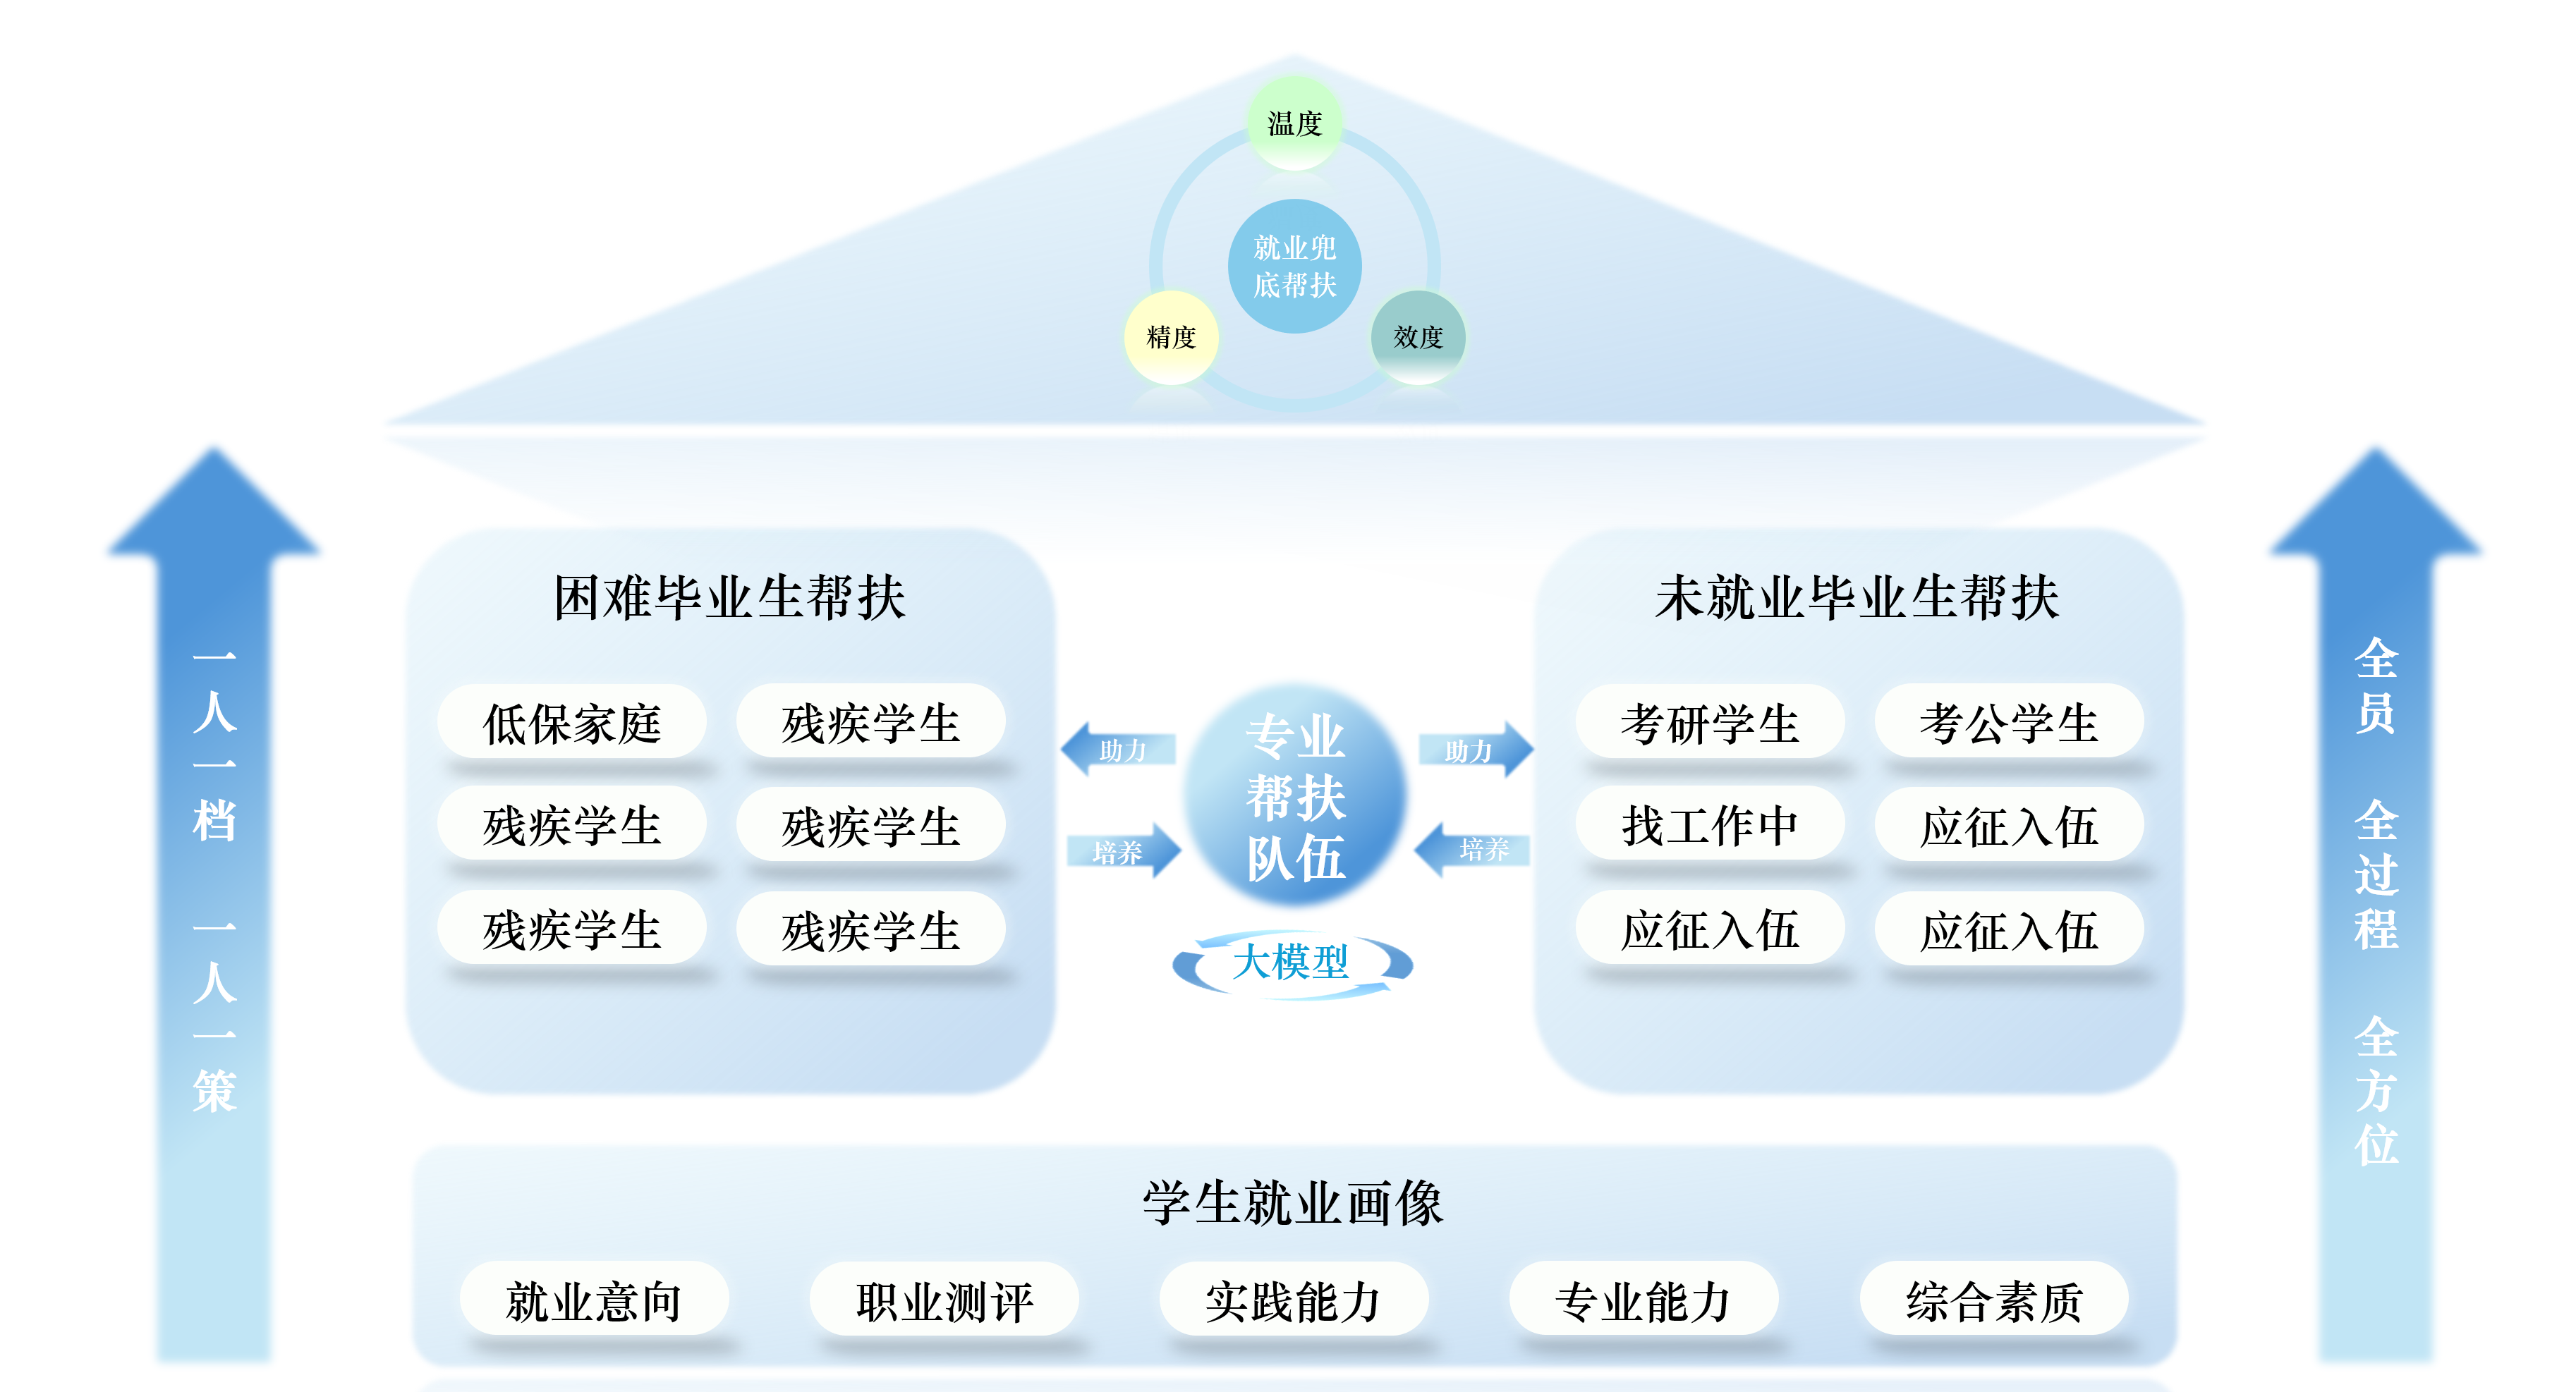 温度
就业兜
底帮扶
精度
效度
一人一档 一人一策
困难毕业生帮扶
低保家庭
残疾学生
残疾学生
残疾学生
残疾学生
残疾学生
助力
培养
专业
帮扶
队伍
大模型
助力
培养
未就业毕业生帮扶
考研学生
考公学生
找工作中
应征入伍
应征入伍
应征入伍
全员 全过程 全方位
学生就业画像
就业意向
职业测评
实践能力
专业能力
综合素质